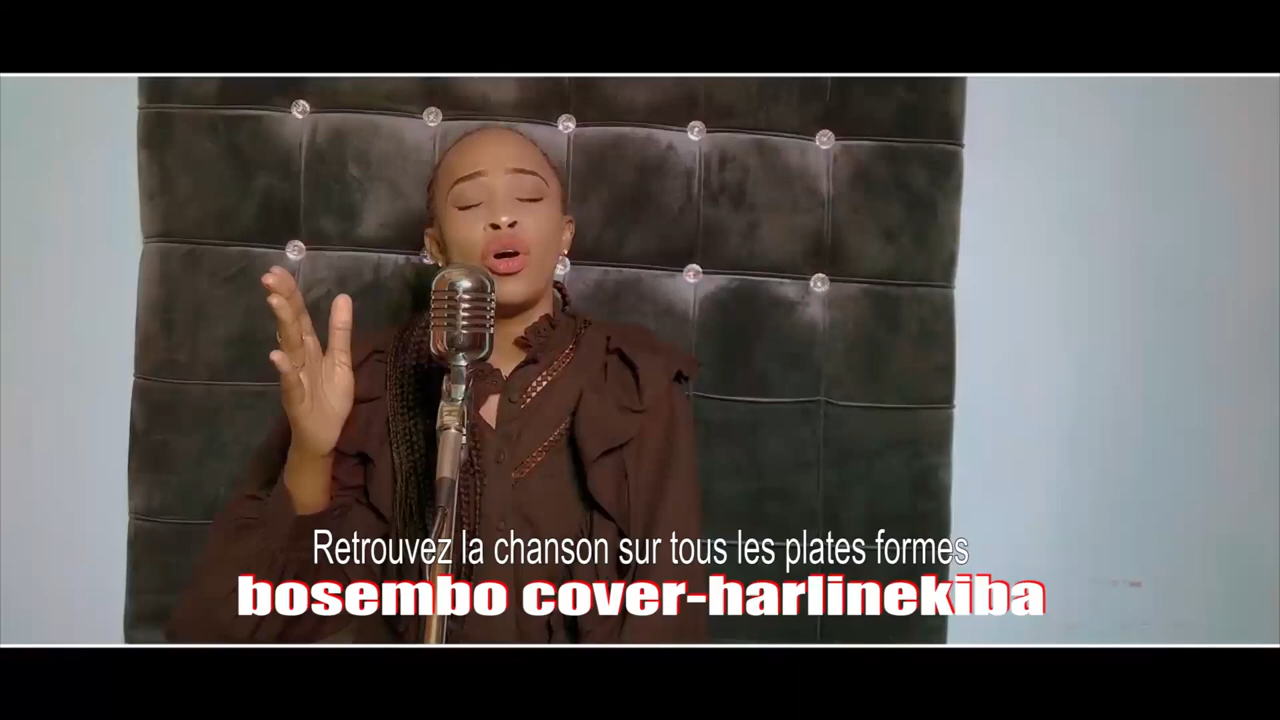 Retrouvez la chanson sur tous les plates formes
bosembo cover-harlinekiba